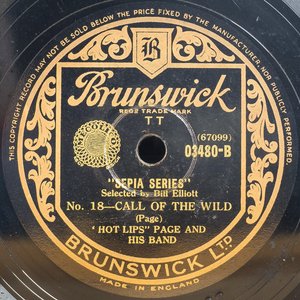 THIS COPYRIGHT RECORD MAY NOT BE SOLD BELOW THE PRICE FIXED BY THE MANUFACTURER, NOR PUBLICLY PERFORMED.
B
Brunswick
REGD TRADE MARK
TT
(67099)
03480-B
"SEPIA SERIES"
Selected by Bill Elliott
No. 18—CALL OF THE WILD
(Page)
'HOT LIPS" PAGE AND
HIS BAND
BRUNSWICK LTD
MADE IN ENGLAND